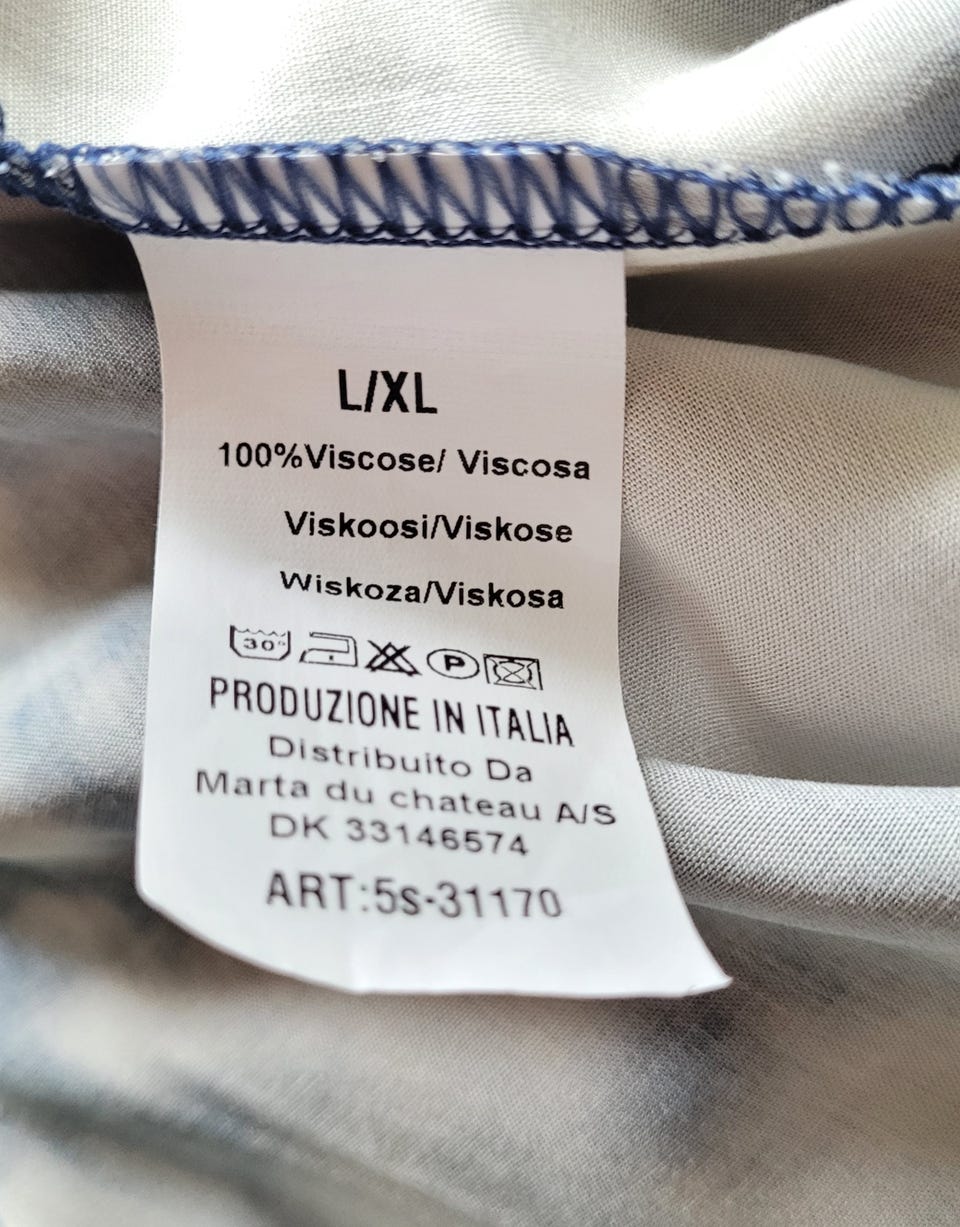 L/XL
100%Viscose/ Viscosa
Viskoosi/Viskose
Wiskoza/Viskosa
30°
P
PRODUZIONE IN ITALIA
Distribuito Da
Marta du chateau A/S
DK 33146574
ART:5s-31170